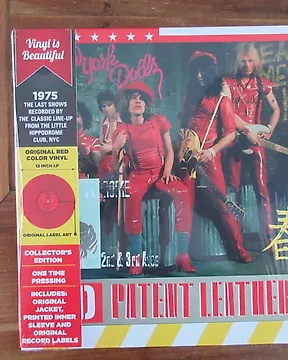 Vinyl is
Beautiful
1975
THE LAST SHOWS
RECORDED BY
THE CLASSIC LINE-UP
FROM THE LITTLE
HIPPODROME
CLUB, NYC
ORIGINAL RED
COLOR VINYL
12 INCH LP
ORIGINAL LABEL ART
COLLECTOR'S
EDITION
ONE TIME
PRESSING
INCLUDES:
ORIGINAL
JACKET,
PRINTED INNER
SLEEVE AND
ORIGINAL
RECORD LABELS
york Dolls
2nd & 3rd
D PATENT LEATHER